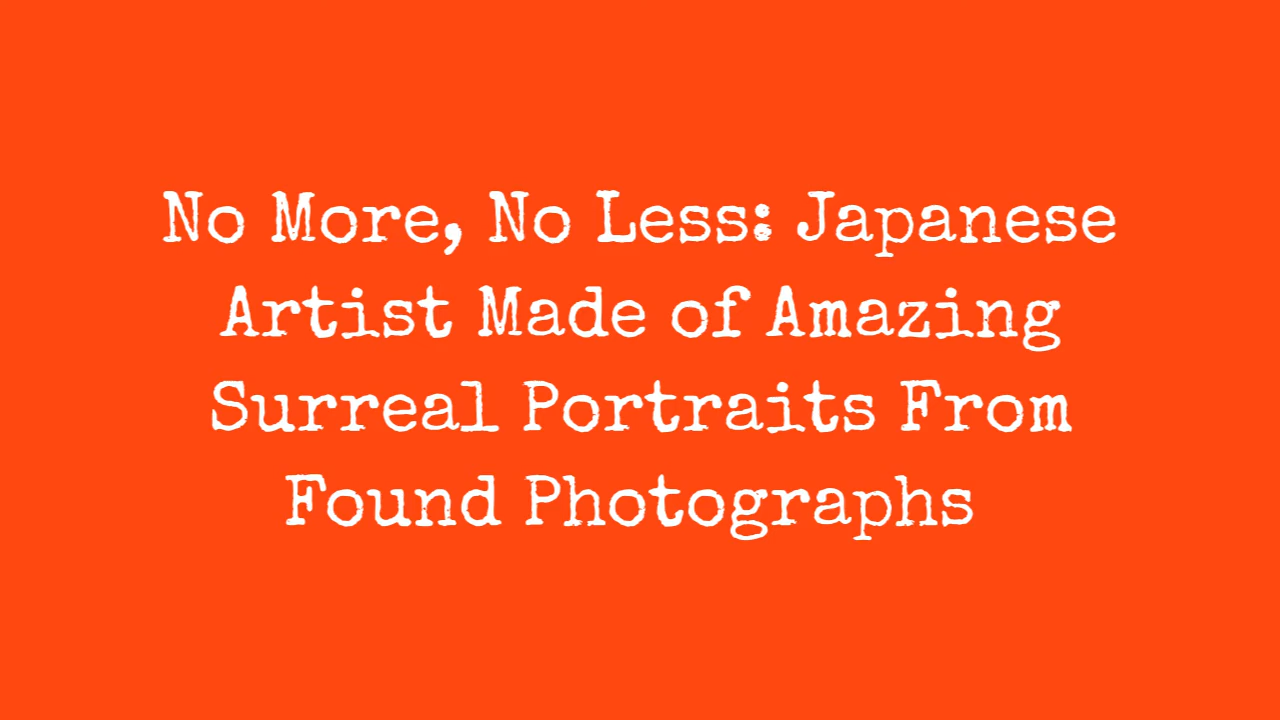 No More, No Less: Japanese
Artist Made of Amazing
Surreal Portraits From
Found Photographs